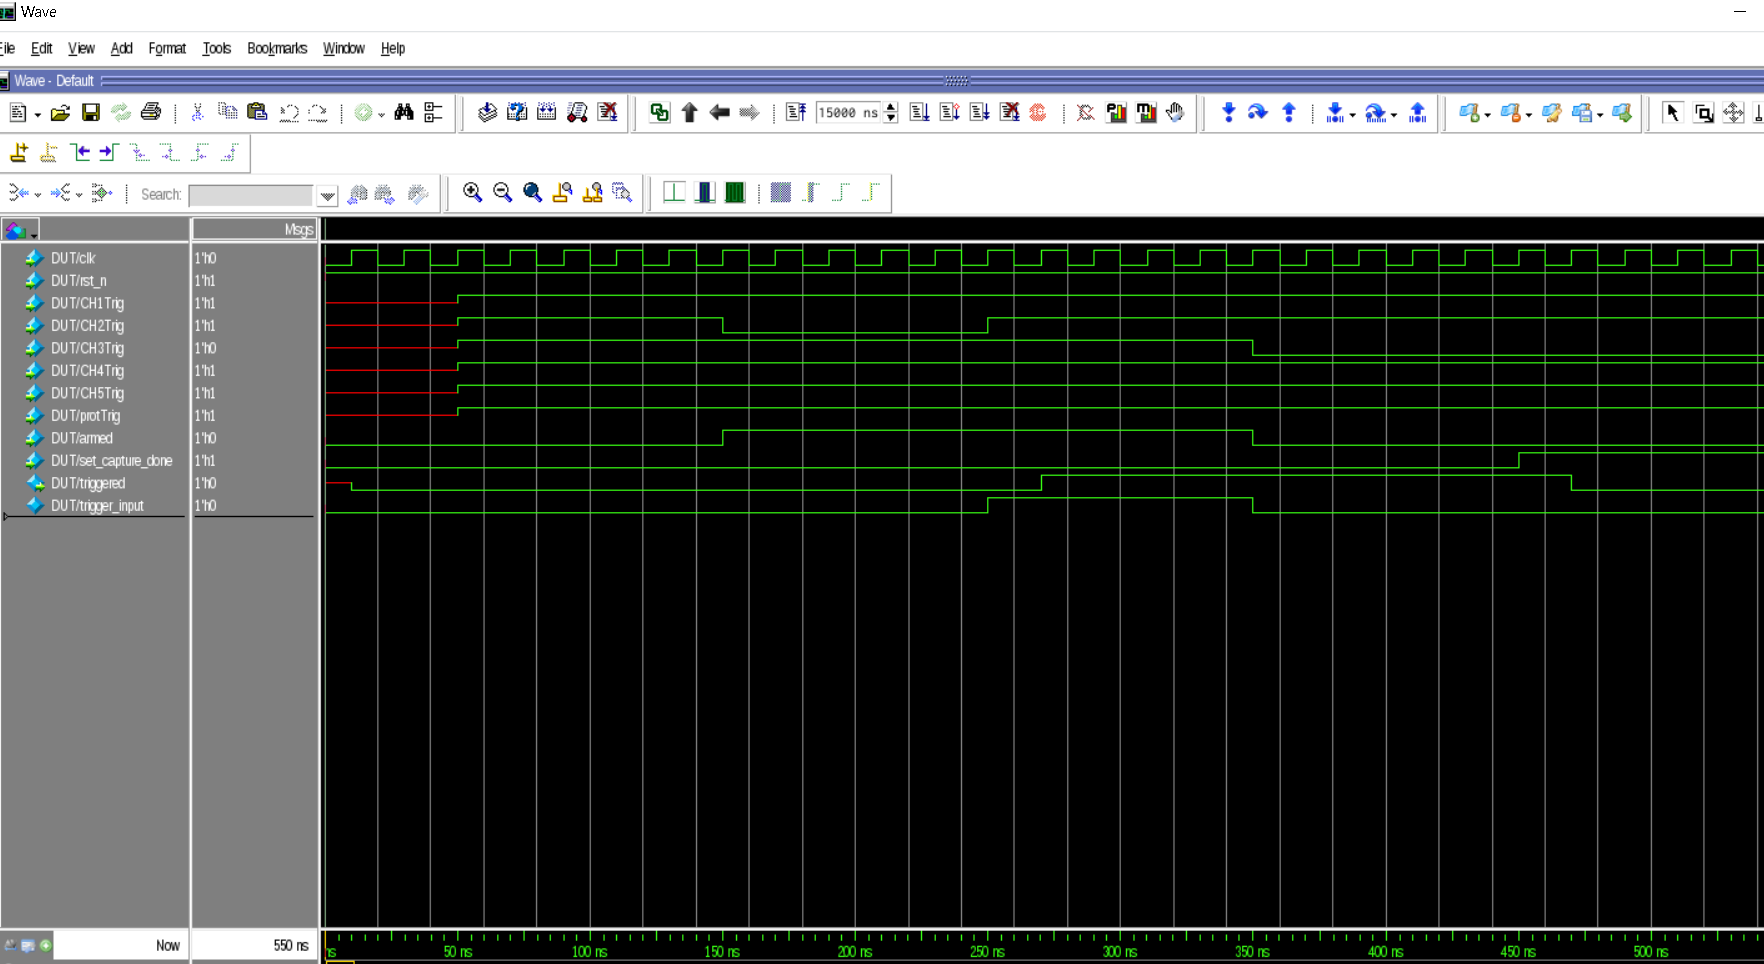 Wave
File Edit View Add Format Tools Bookmarks Window Help
Wave - Default
15000 ns
Search:
Msgs
DUT/clk 1'h0
DUT/rst_n 1'h1
DUT/CH1Trig 1'h1
DUT/CH2Trig 1'h1
DUT/CH3Trig 1'h0
DUT/CH4Trig 1'h1
DUT/CH5Trig 1'h1
DUT/protTrig 1'h1
DUT/armed 1'h0
DUT/set_capture_done 1'h1
DUT/triggered 1'h0
DUT/trigger_input 1'h0
Now 550 ns
ns 50 ns 100 ns 150 ns 200 ns 250 ns 300 ns 350 ns 400 ns 450 ns 500 ns